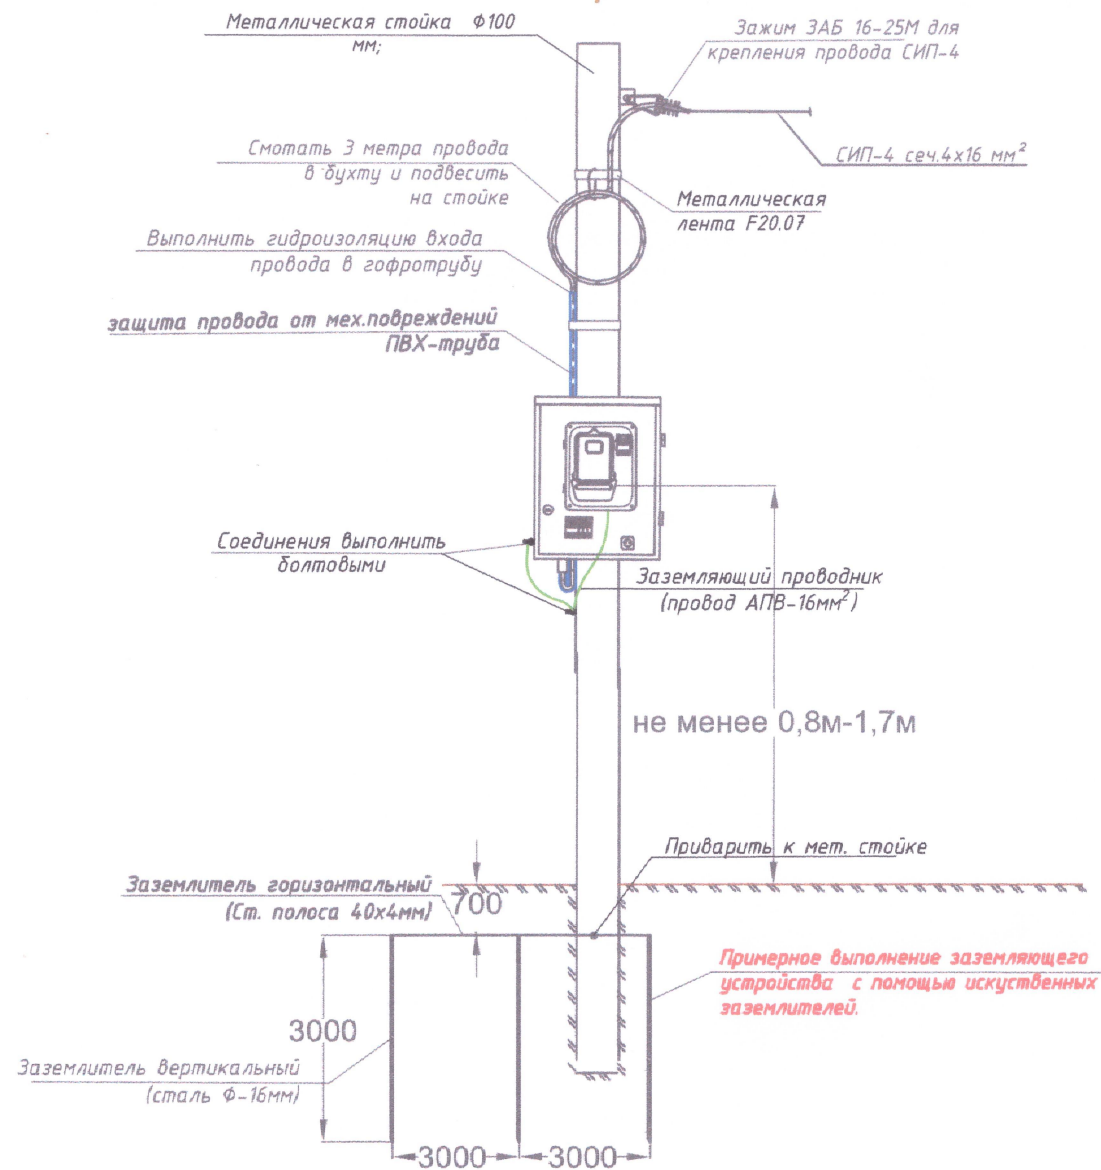 Металлическая стойка Ф100
мм;
Зажим ЗАБ 16-25М для
крепления провода СИП-4
СИП-4 сеч.4х16 мм²
Смотать 3 метра провода
в бухту и подвесить
на стойке
Металлическая
лента F20.07
Выполнить гидроизоляцию входа
провода в гофротрубу
защита провода от мех.повреждений
ПВХ-труба
Соединения выполнить
болтовыми
Заземляющий проводник
(провод АПВ-16мм²)
не менее 0,8м-1,7м
Приварить к мет. стойке
Заземлитель горизонтальный
(Ст. полоса 40х4мм)
700
Примерное выполнение заземляющего
устройства с помощью искуственных
заземлителей.
3000
Заземлитель вертикальный
(сталь Ф-16мм)
3000
3000